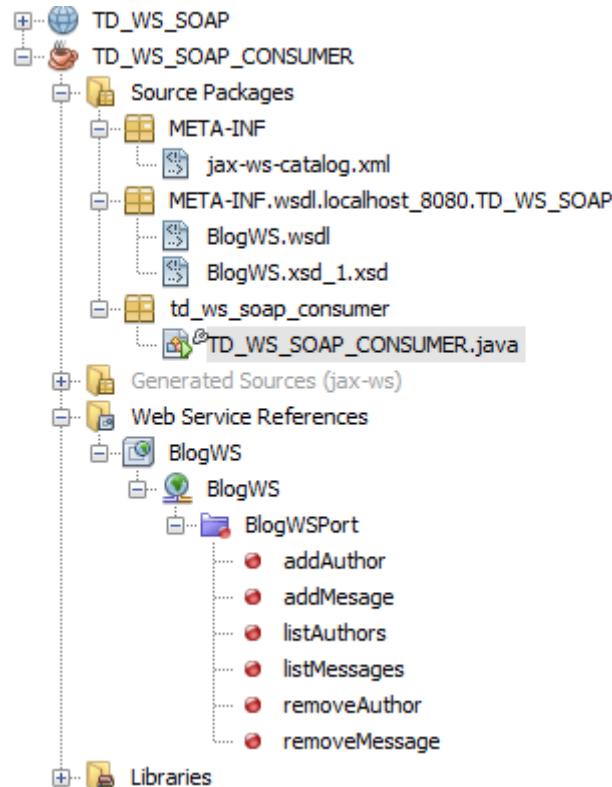 TD_WS_SOAP
TD_WS_SOAP_CONSUMER
Source Packages
META-INF
jax-ws-catalog.xml
META-INF.wsdl.localhost_8080.TD_WS_SOAP
BlogWS.wsdl
BlogWS.xsd_1.xsd
td_ws_soap_consumer
TD_WS_SOAP_CONSUMER.java
Generated Sources (jax-ws)
Web Service References
BlogWS
BlogWS
BlogWSPort
addAuthor
addMesage
listAuthors
listMessages
removeAuthor
removeMessage
Libraries